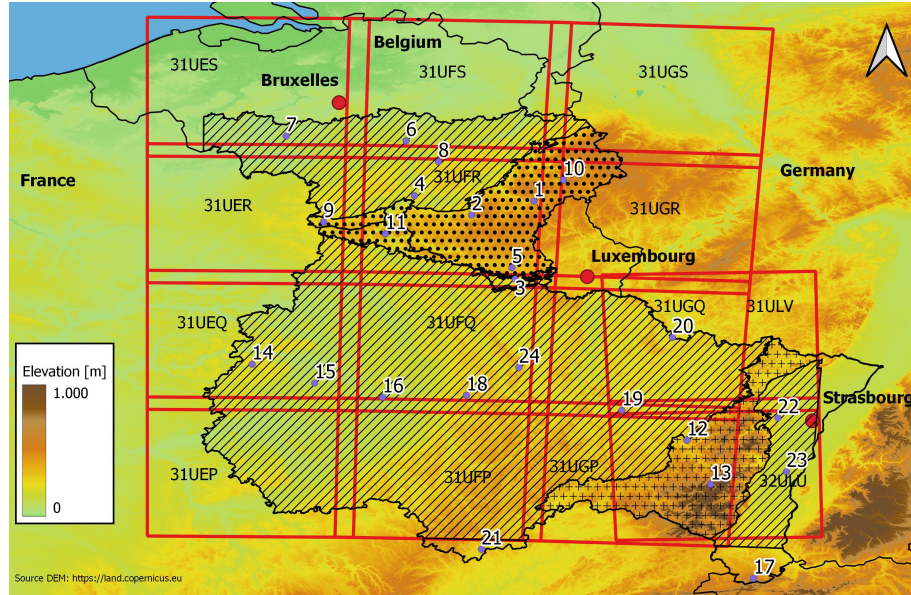 Belgium
31UES
31UFS
31UGS
Bruxelles
7
6
8
Germany
France
10
31UFR
4
1
31UER
9
2
31UGR
11
5
Luxembourg
3
31UGQ
31ULV
31UEQ
31UFQ
20
14
24
Elevation [m]
1.000
0
15
16
18
19
22
Strasbourg
12
23
31UEP
31UFP
31UGP
13
32ULU
21
17
Source DEM: https://land.copernicus.eu